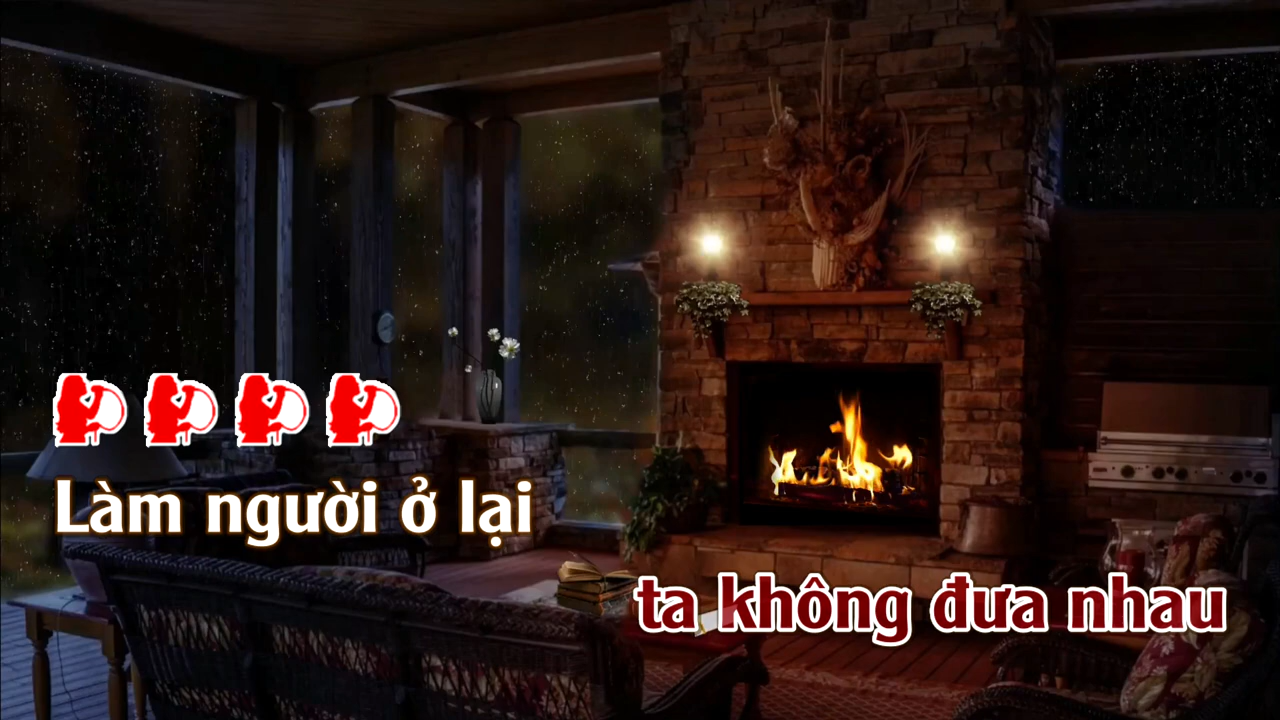 Làm người ở lại
ta không đưa nhau